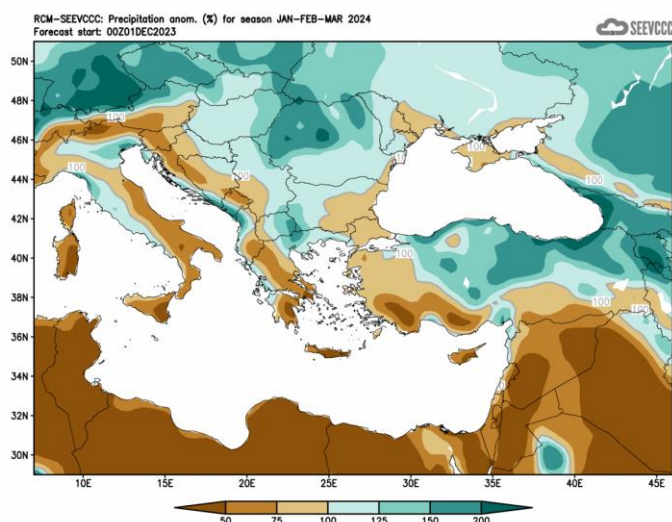 RCM-SEEVCCC: Precipitation anom. (%) for season JAN-FEB-MAR 2024
Forecast start: 00Z01DEC2023
SEEVCCC
50N
48N
46N
44N
42N
40N
38N
36N
34N
32N
30N
100
100
100
100
100
100
100
100
10E
15E
20E
25E
30E
35E
40E
45E
50
75
100
125
150
200